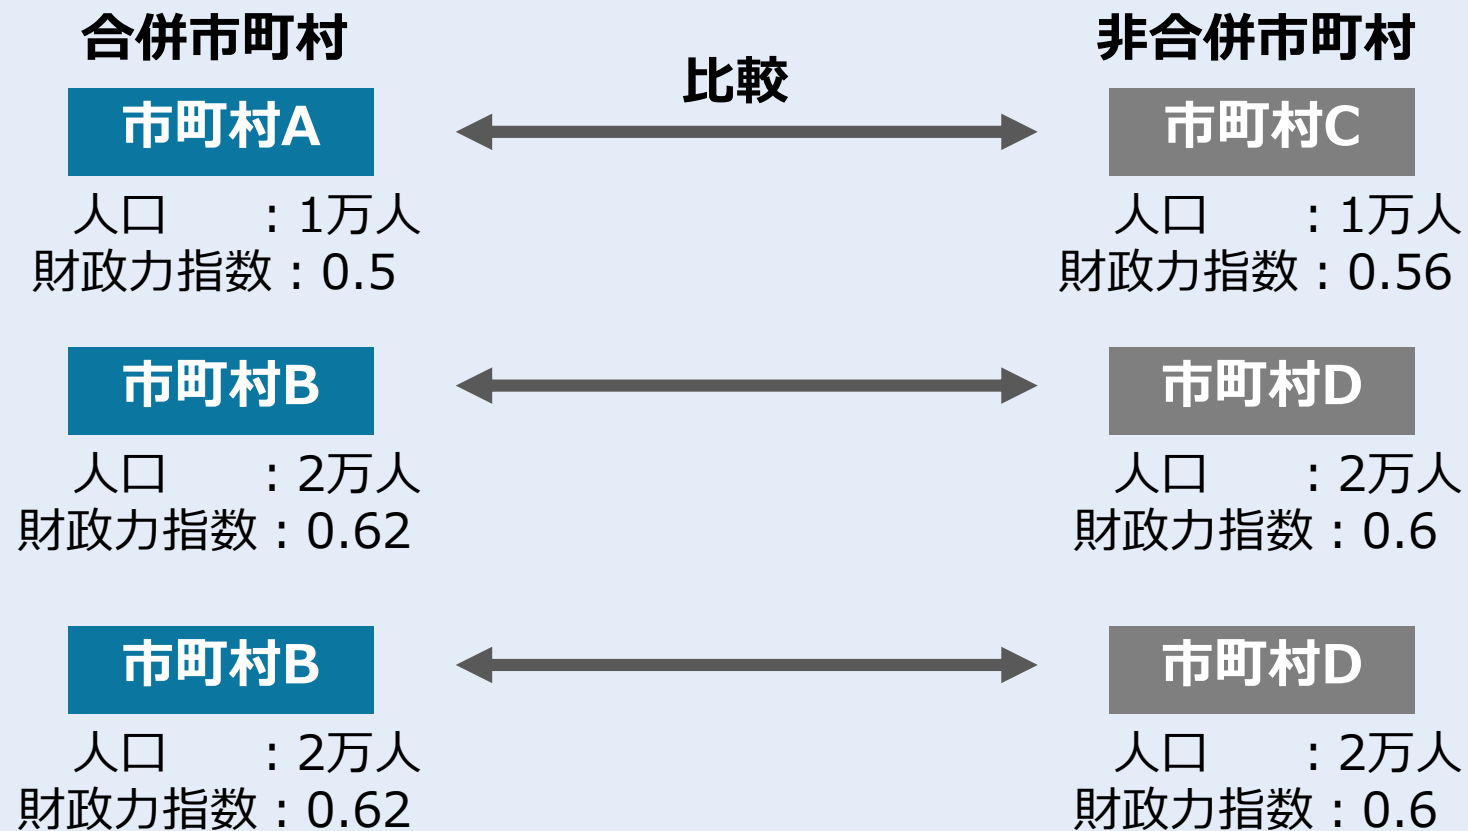 合併市町村
非合併市町村
比較
市町村A
市町村C
人口　　：1万人
財政力指数：0.5
人口　　：1万人
財政力指数：0.56
市町村B
市町村D
人口　　：2万人
財政力指数：0.62
人口　　：2万人
財政力指数：0.6
市町村B
市町村D
人口　　：2万人
財政力指数：0.62
人口　　：2万人
財政力指数：0.6